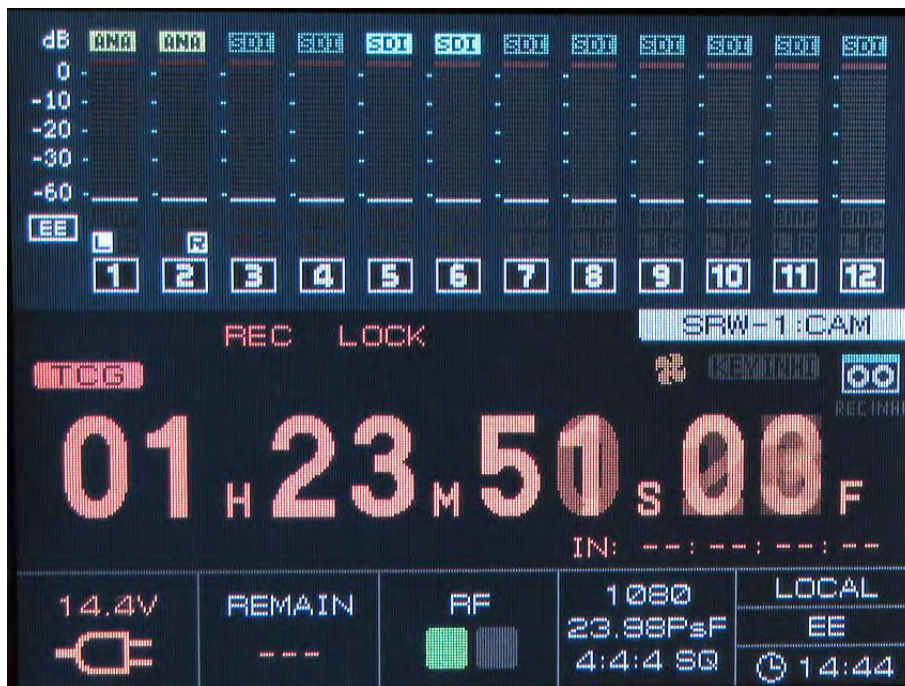 dB ANA ANA SDI SDI SDI SDI SDI SDI SDI SDI SDI SDI
0
-10
-20
-30
-60
EE
L R
1 2 3 4 5 6 7 8 9 10 11 12
SRW-1:CAM
REC LOCK
TCG
KEYINHI
REC INHI
01 H 23 M 51 S 00 F
IN: --:--:--:--
14.4V
REMAIN
---
RF
1080
23.98PsF
4:4:4 SQ
LOCAL
EE
14:44